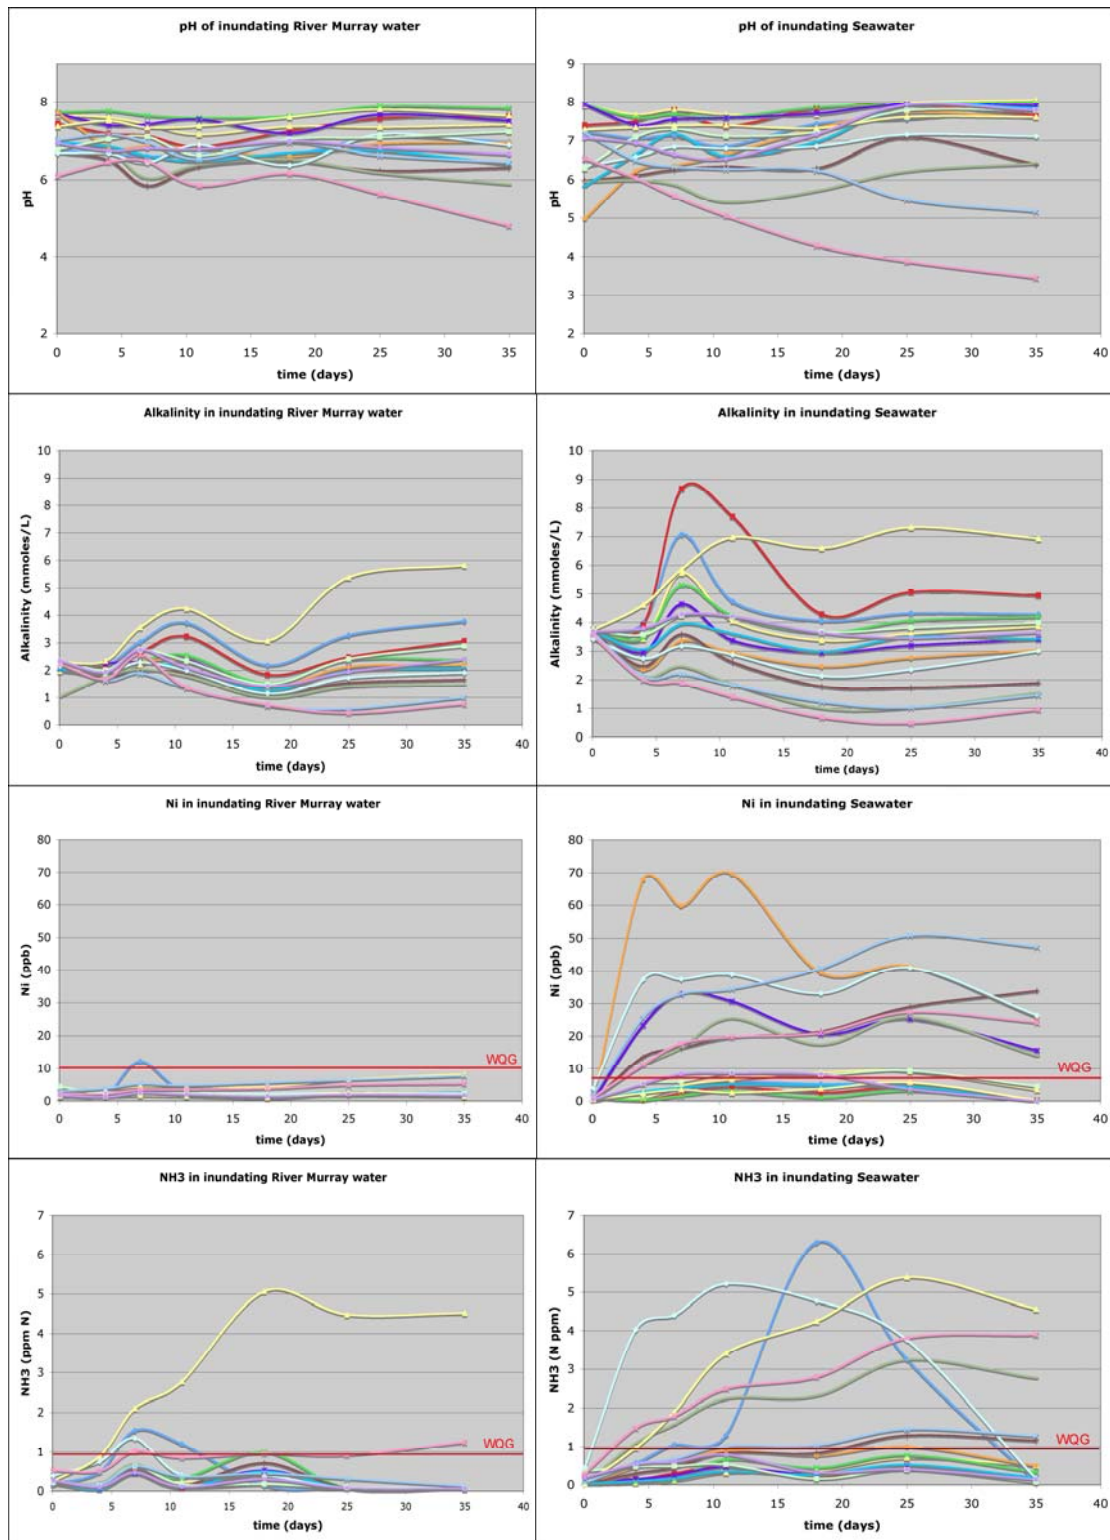 pH of inundating River Murray water
8
6
4
2
pH
0 5 10 15 20 25 30 35
time (days)
pH of inundating Seawater
9
8
7
6
5
4
3
2
pH
0 5 10 15 20 25 30 35 40
time (days)
Alkalinity in inundating River Murray water
10
9
8
7
6
5
4
3
2
1
0
Alkalinity (mmoles/L)
0 5 10 15 20 25 30 35 40
time (days)
Alkalinity in inundating Seawater
10
9
8
7
6
5
4
3
2
1
0
Alkalinity (mmoles/L)
0 5 10 15 20 25 30 35 40
time (days)
Ni in inundating River Murray water
80
70
60
50
40
30
20
10
0
Ni (ppb)
WQG
0 5 10 15 20 25 30 35 40
time (days)
Ni in inundating Seawater
80
70
60
50
40
30
20
10
0
Ni (ppb)
WQG
0 5 10 15 20 25 30 35 40
time (days)
NH3 in inundating River Murray water
7
6
5
4
3
2
1
0
NH3 (ppm N)
WQG
0 5 10 15 20 25 30 35 40
time (days)
NH3 in inundating Seawater
7
6
5
4
3
2
1
0
NH3 (N ppm)
WQG
0 5 10 15 20 25 30 35 40
time (days)